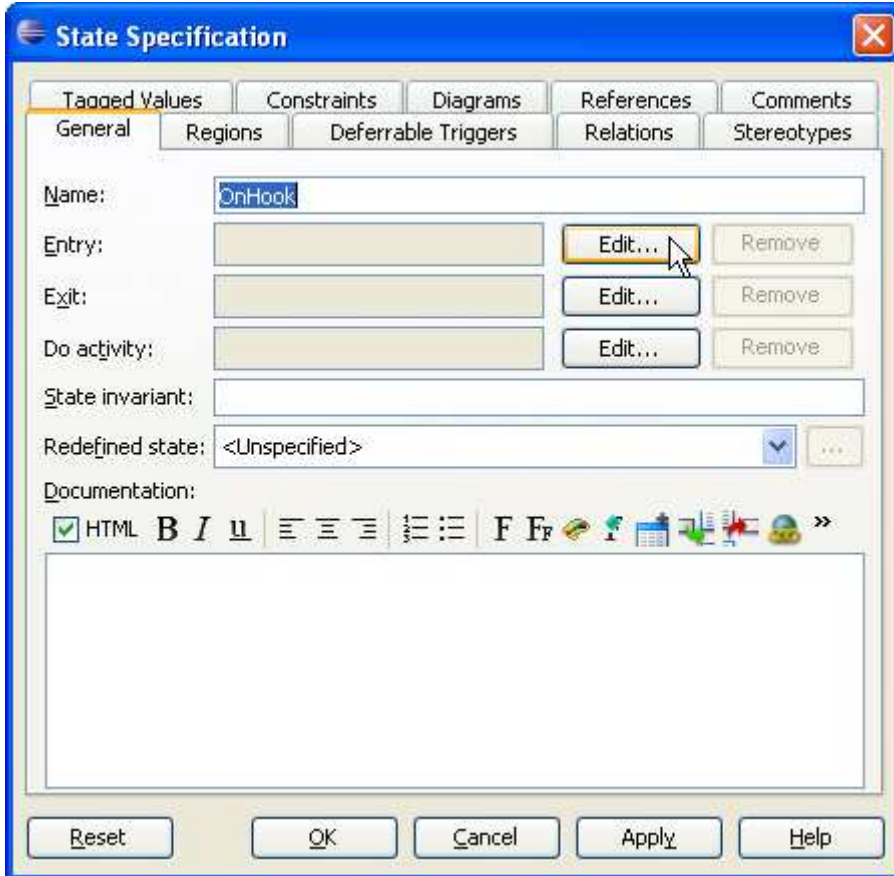 State Specification
Tagged Values Constraints Diagrams References Comments
General Regions Deferrable Triggers Relations Stereotypes
Name: OnHook
Entry: Edit... Remove
Exit: Edit... Remove
Do activity: Edit... Remove
State invariant:
Redefined state: <Unspecified> ...
Documentation:
HTML B I u F FF »
Reset OK Cancel Apply Help